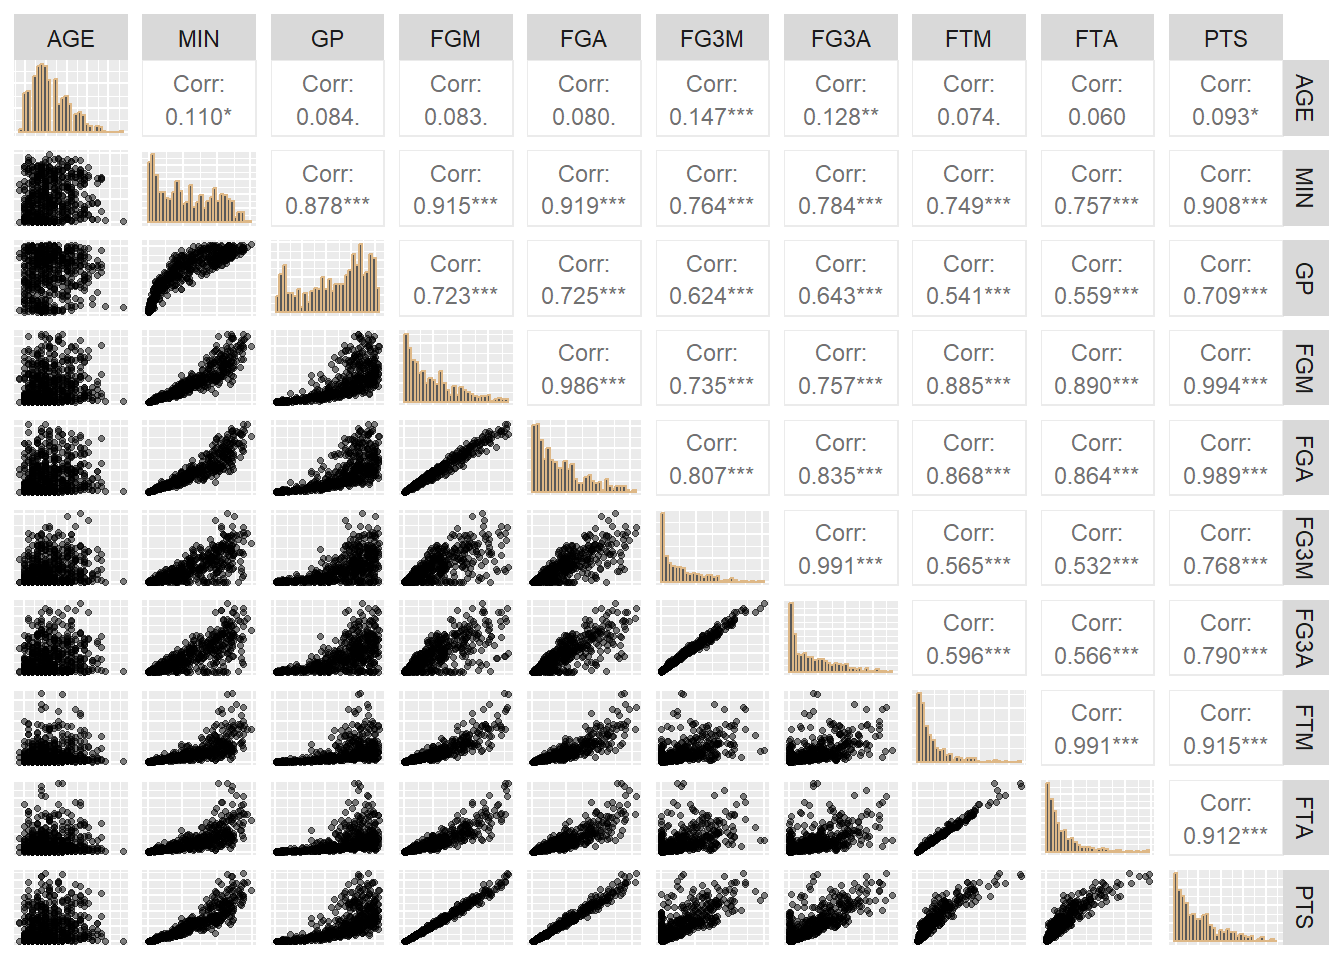 AGE MIN GP FGM FGA FG3M FG3A FTM FTA PTS
Corr: Corr: Corr: Corr: Corr: Corr: Corr: Corr: Corr: AGE
0.110* 0.084. 0.083. 0.080. 0.147*** 0.128** 0.074. 0.060 0.093*
Corr: Corr: Corr: Corr: Corr: Corr: Corr: Corr: MIN
0.878*** 0.915*** 0.919*** 0.764*** 0.784*** 0.749*** 0.757*** 0.908***
Corr: Corr: Corr: Corr: Corr: Corr: Corr: GP
0.723*** 0.725*** 0.624*** 0.643*** 0.541*** 0.559*** 0.709***
Corr: Corr: Corr: Corr: Corr: Corr: FGM
0.986*** 0.735*** 0.757*** 0.885*** 0.890*** 0.994***
Corr: Corr: Corr: Corr: Corr: FGA
0.807*** 0.835*** 0.868*** 0.864*** 0.989***
Corr: Corr: Corr: Corr: FG3M
0.991*** 0.565*** 0.532*** 0.768***
Corr: Corr: Corr: FG3A
0.596*** 0.566*** 0.790***
Corr: Corr: FTM
0.991*** 0.915***
Corr: FTA
0.912***
PTS